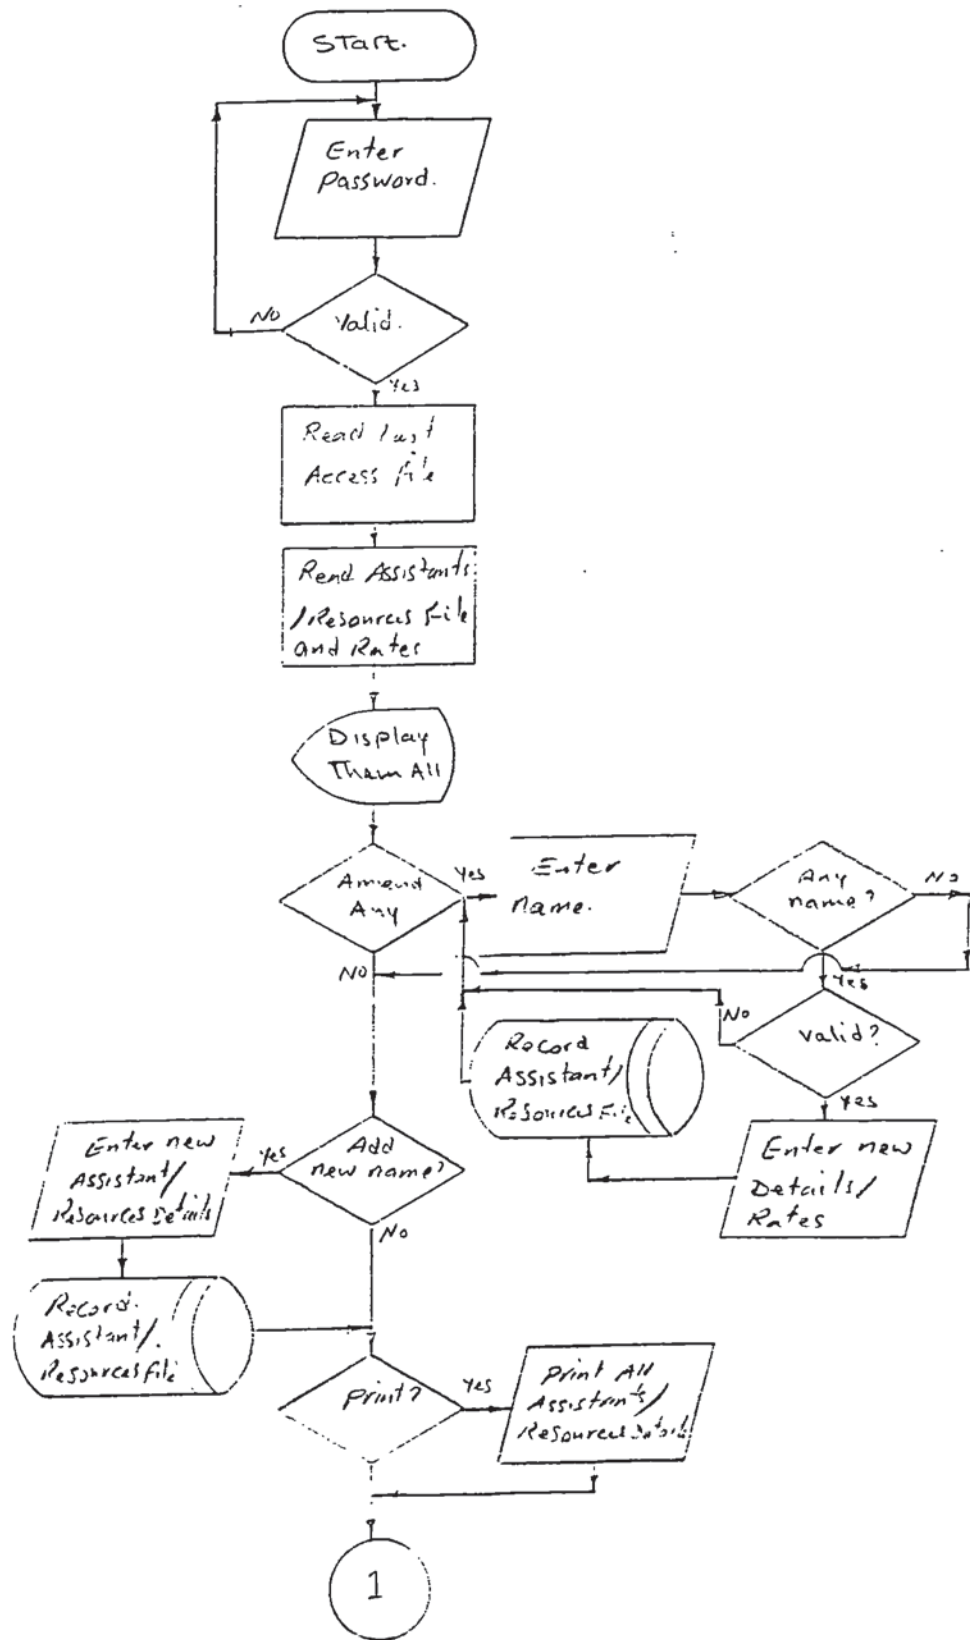 Start.
Enter
Password.
Valid.
No
Yes
Read Last
Access File
Read Assistants
/Resources File
and Rates
Display
Them All
Amend
Any
Yes
Enter
name.
Any
name?
No
No
Yes
Valid?
No
Yes
Record
Assistant/
Resources File
Enter new
Details/
Rates
Add
new name?
Yes
No
Enter new
Assistant/
Resources Details
Record.
Assistant/.
Resources File
Print?
Yes
Print All
Assistants/
Resources Details
1